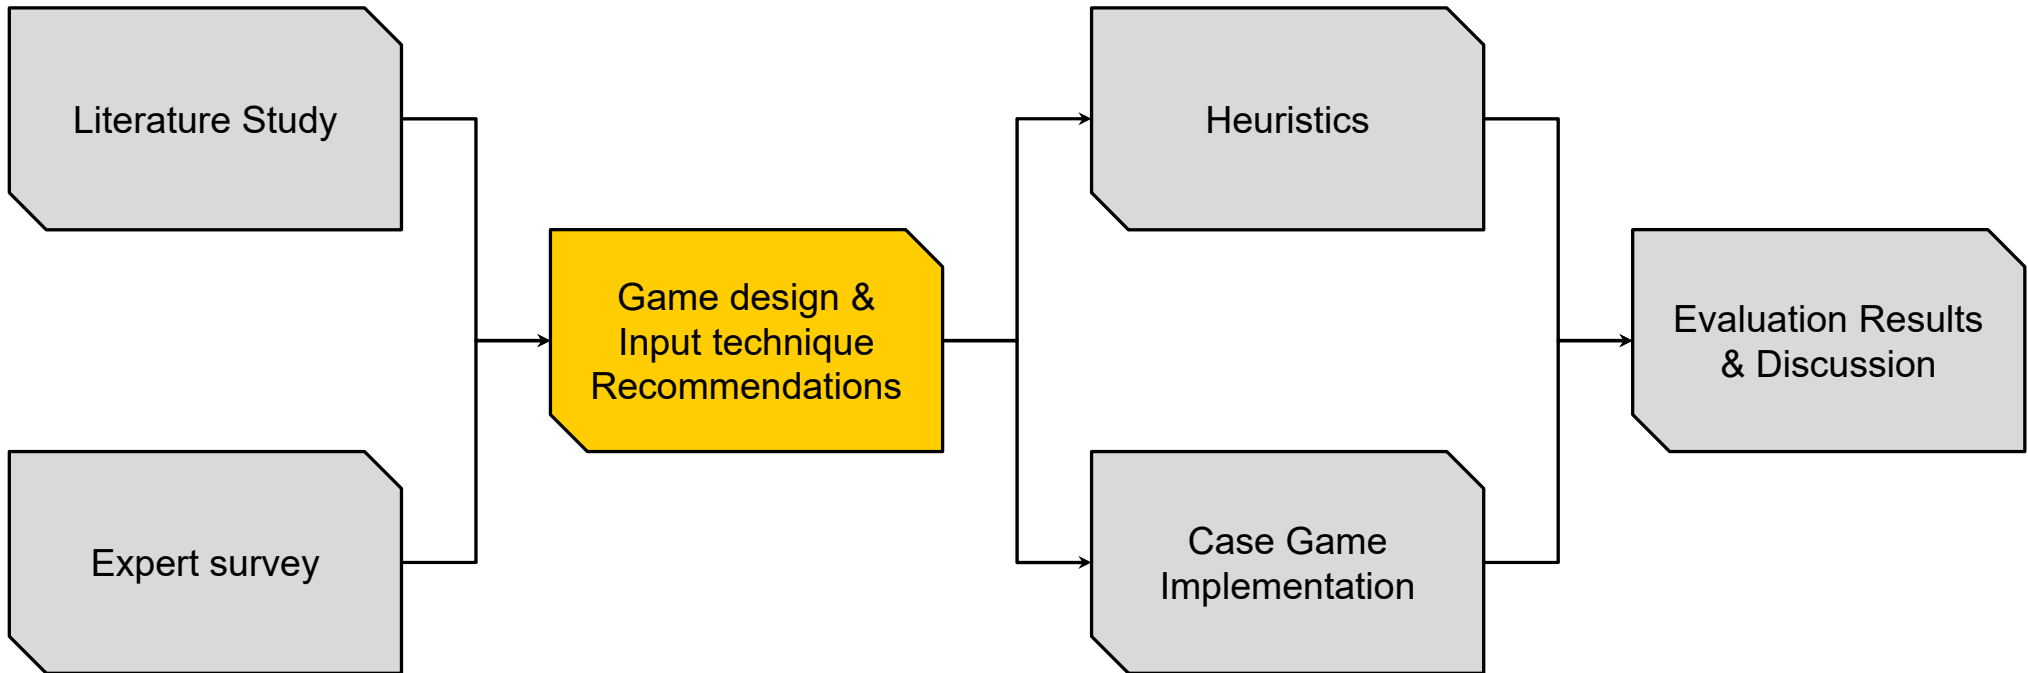 Literature Study
Expert survey
Game design &
Input technique
Recommendations
Heuristics
Case Game
Implementation
Evaluation Results
& Discussion